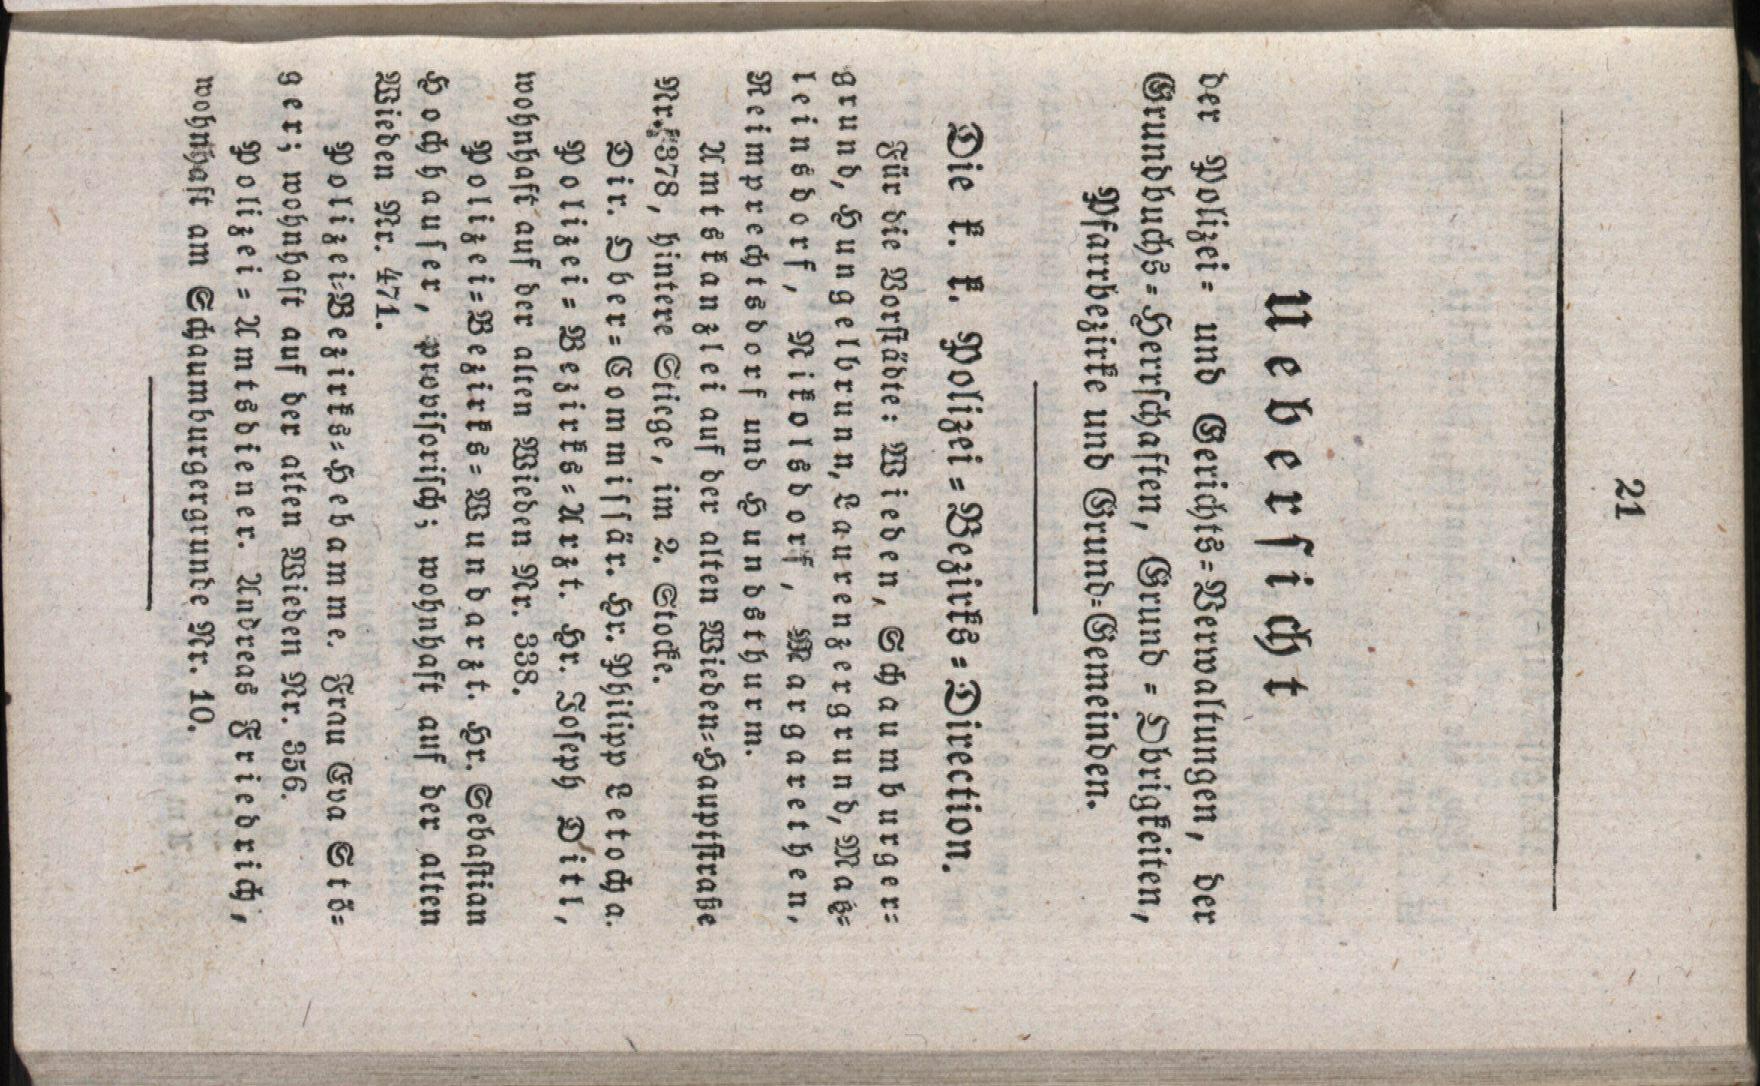 21
Uebersicht
der Polizei= und Gerichts=Verwaltungen, der
Grundbuchs=Herrschaften, Grund=Obrigkeiten,
Pfarrbezirke und Grund=Gemeinden.
Die k. k. Polizei=Bezirks=Direction.
Für die Vorstädte: Wieden, Schaumburger=
grund, Hungelbrunn, Laurenzergrund, Maß=
leinsdorf, Nikolsdorf, Margarethen,
Reimprechtsdorf und Hundsthurm.
Amtskanzlei auf der alten Wieden=Hauptstraße
Nr. 378, hintere Stiege, im 2. Stocke.
Dir. Ober=Commissär. Hr. Philipp Letocha.
Polizei=Bezirks=Arzt. Hr. Joseph Ditl,
wohnhaft auf der alten Wieden Nr. 338.
Polizei=Bezirks=Wundarzt. Hr. Sebastian
Hochhauser, provisorisch; wohnhaft auf der alten
Wieden Nr. 471.
Polizei=Bezirks=Hebamme. Frau Eva Stö=
ger; wohnhaft auf der alten Wieden Nr. 356.
Polizei=Amtsdiener. Andreas Friedrich,
wohnhaft am Schaumburgergrunde Nr. 10.